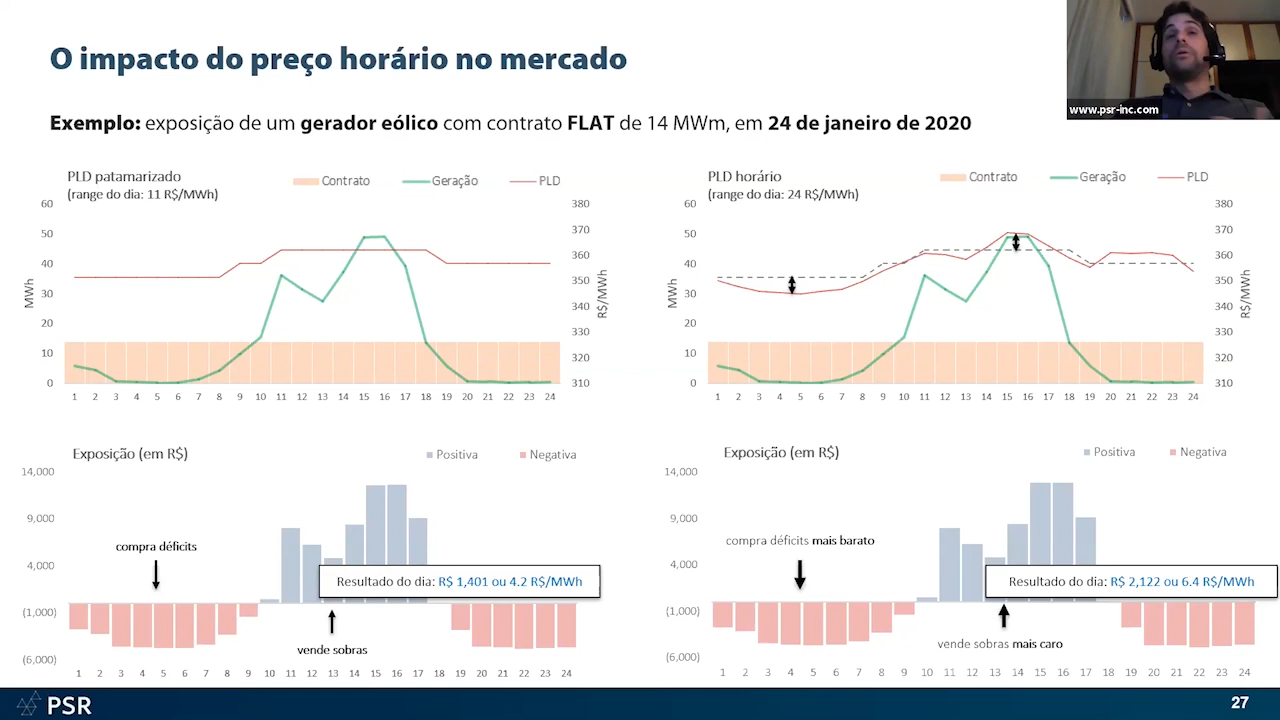 O impacto do preço horário no mercado
www.psr-inc.com
Exemplo: exposição de um gerador eólico com contrato FLAT de 14 MWm, em 24 de janeiro de 2020
PLD patamarizado
(range do dia: 11 R$/MWh)
Contrato
Geração
PLD
60
50
40
30
20
10
0
MWh
380
370
360
350
340
330
320
310
R$/MWh
1 2 3 4 5 6 7 8 9 10 11 12 13 14 15 16 17 18 19 20 21 22 23 24
PLD horário
(range do dia: 24 R$/MWh)
Contrato
Geração
PLD
60
50
40
30
20
10
0
MWh
380
370
360
350
340
330
320
310
R$/MWh
1 2 3 4 5 6 7 8 9 10 11 12 13 14 15 16 17 18 19 20 21 22 23 24
Exposição (em R$)
Positiva
Negativa
14,000
9,000
4,000
(1,000)
(6,000)
compra déficits
Resultado do dia: R$ 1,401 ou 4.2 R$/MWh
vende sobras
1 2 3 4 5 6 7 8 9 10 11 12 13 14 15 16 17 18 19 20 21 22 23 24
Exposição (em R$)
Positiva
Negativa
14,000
9,000
4,000
(1,000)
(6,000)
compra déficits mais barato
Resultado do dia: R$ 2,122 ou 6.4 R$/MWh
vende sobras mais caro
1 2 3 4 5 6 7 8 9 10 11 12 13 14 15 16 17 18 19 20 21 22 23 24
PSR
27